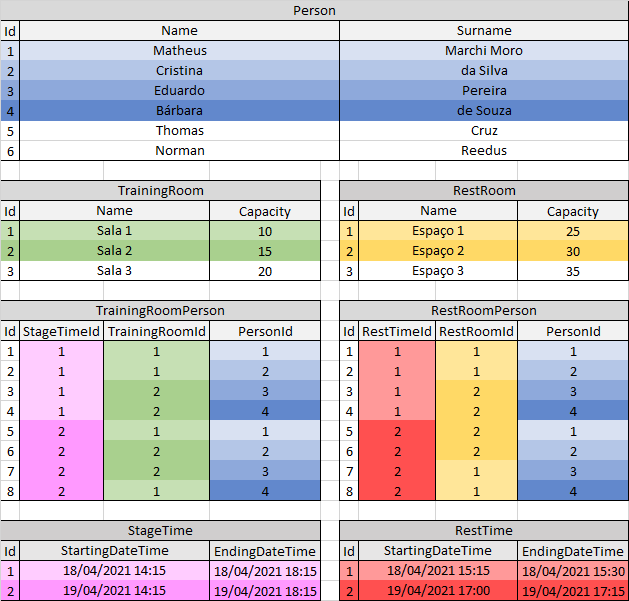 Person
Id Name Surname
1 Matheus Marchi Moro
2 Cristina da Silva
3 Eduardo Pereira
4 Bárbara de Souza
5 Thomas Cruz
6 Norman Reedus
TrainingRoom RestRoom
Id Name Capacity Id Name Capacity
1 Sala 1 10 1 Espaço 1 25
2 Sala 2 15 2 Espaço 2 30
3 Sala 3 20 3 Espaço 3 35
TrainingRoomPerson RestRoomPerson
Id StageTimeId TrainingRoomId PersonId Id RestTimeId RestRoomId PersonId
1 1 1 1 1 1 1 1
2 1 1 2 2 1 1 2
3 1 2 3 3 1 2 3
4 1 2 4 4 1 2 4
5 2 1 1 5 2 2 1
6 2 2 2 6 2 2 2
7 2 2 3 7 2 1 3
8 2 1 4 8 2 1 4
StageTime RestTime
Id StartingDateTime EndingDateTime Id StartingDateTime EndingDateTime
1 18/04/2021 14:15 18/04/2021 18:15 1 18/04/2021 15:15 18/04/2021 15:30
2 19/04/2021 14:15 19/04/2021 18:15 2 19/04/2021 17:00 19/04/2021 17:15